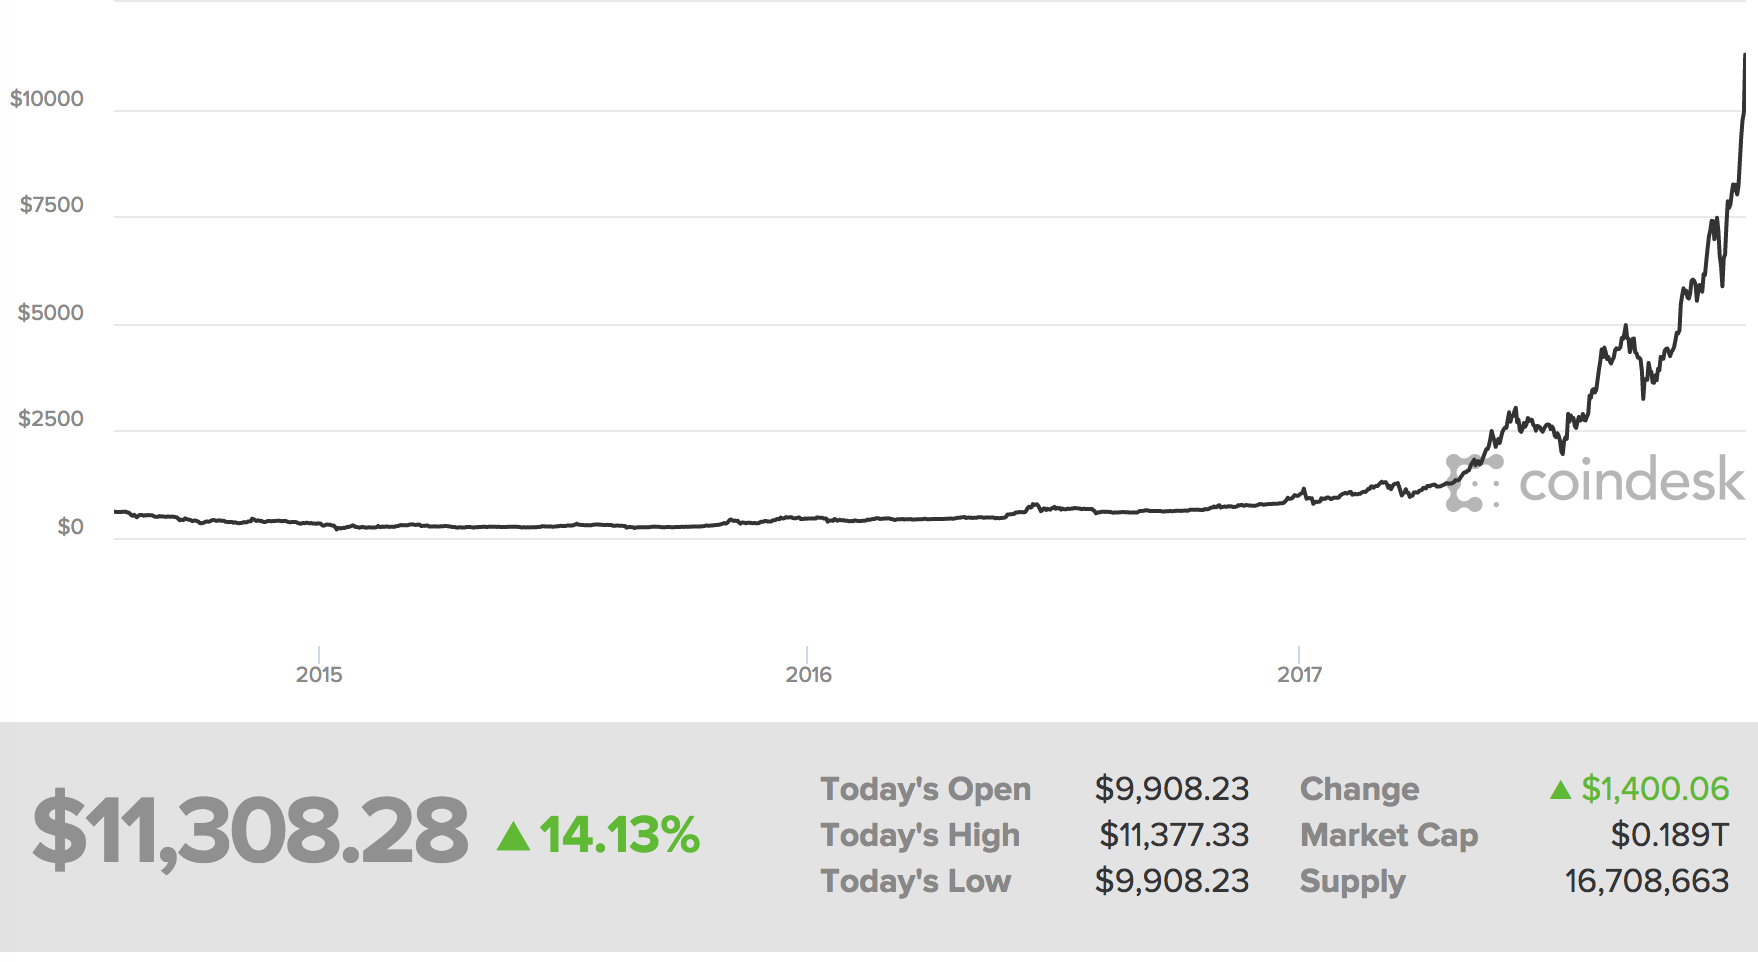 $10000
$7500
$5000
$2500
$0
coindesk
2015 2016 2017
$11,308.28 ▲ 14.13%
Today's Open $9,908.23 Change ▲ $1,400.06
Today's High $11,377.33 Market Cap $0.189T
Today's Low $9,908.23 Supply 16,708,663